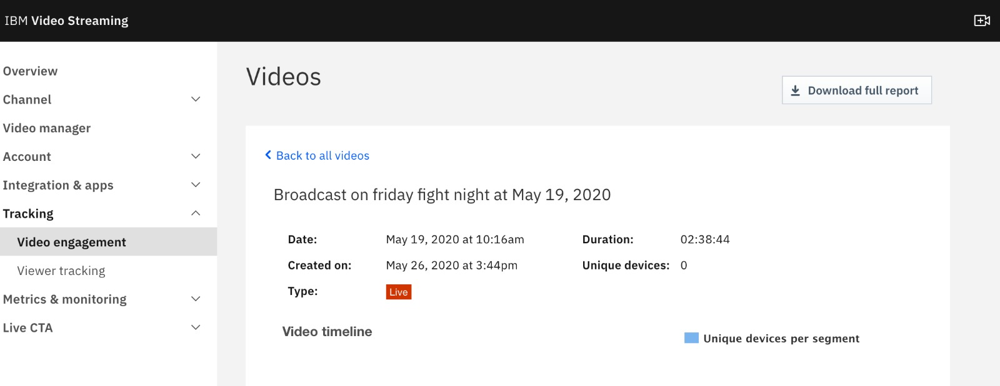 IBM Video Streaming
Overview
Channel
Video manager
Account
Integration & apps
Tracking
Video engagement
Viewer tracking
Metrics & monitoring
Live CTA
Videos
Download full report
Back to all videos
Broadcast on friday fight night at May 19, 2020
Date: May 19, 2020 at 10:16am Duration: 02:38:44
Created on: May 26, 2020 at 3:44pm Unique devices: 0
Type: Live
Video timeline
Unique devices per segment